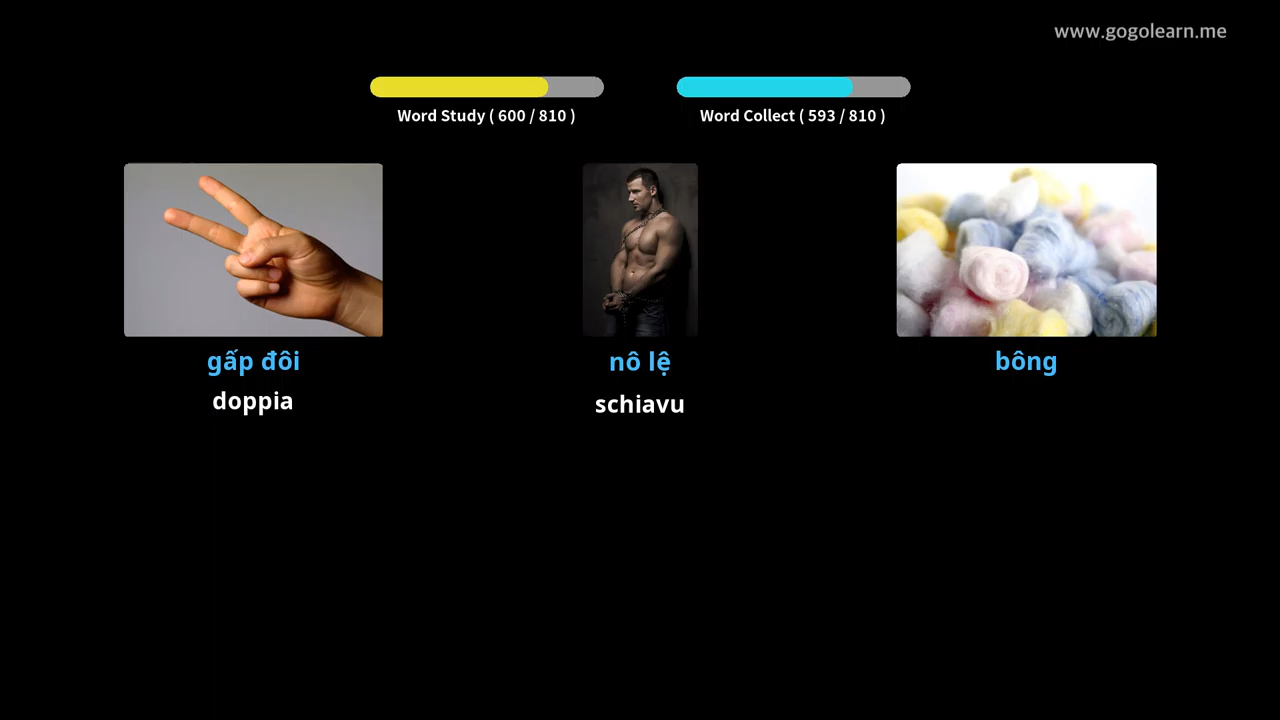 www.gogolearn.me
Word Study ( 600 / 810 )
Word Collect ( 593 / 810 )
gấp đôi
doppia
nô lệ
schiavu
bông